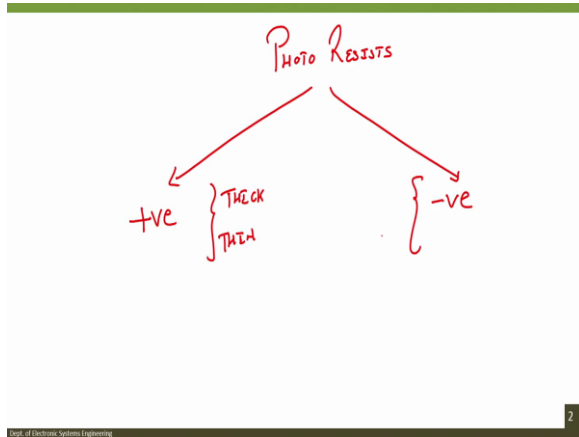 PHOTO RESISTS
+ve THICK -ve
THIN
2
Dept. of Electronic Systems Engineering